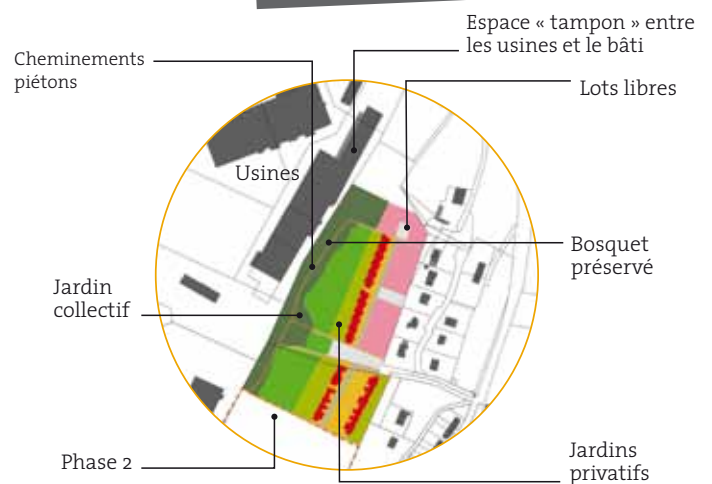 Espace « tampon » entre
les usines et le bâti
Cheminements
piétons
Lots libres
Usines
Bosquet
préservé
Jardin
collectif
Phase 2
Jardins
privatifs